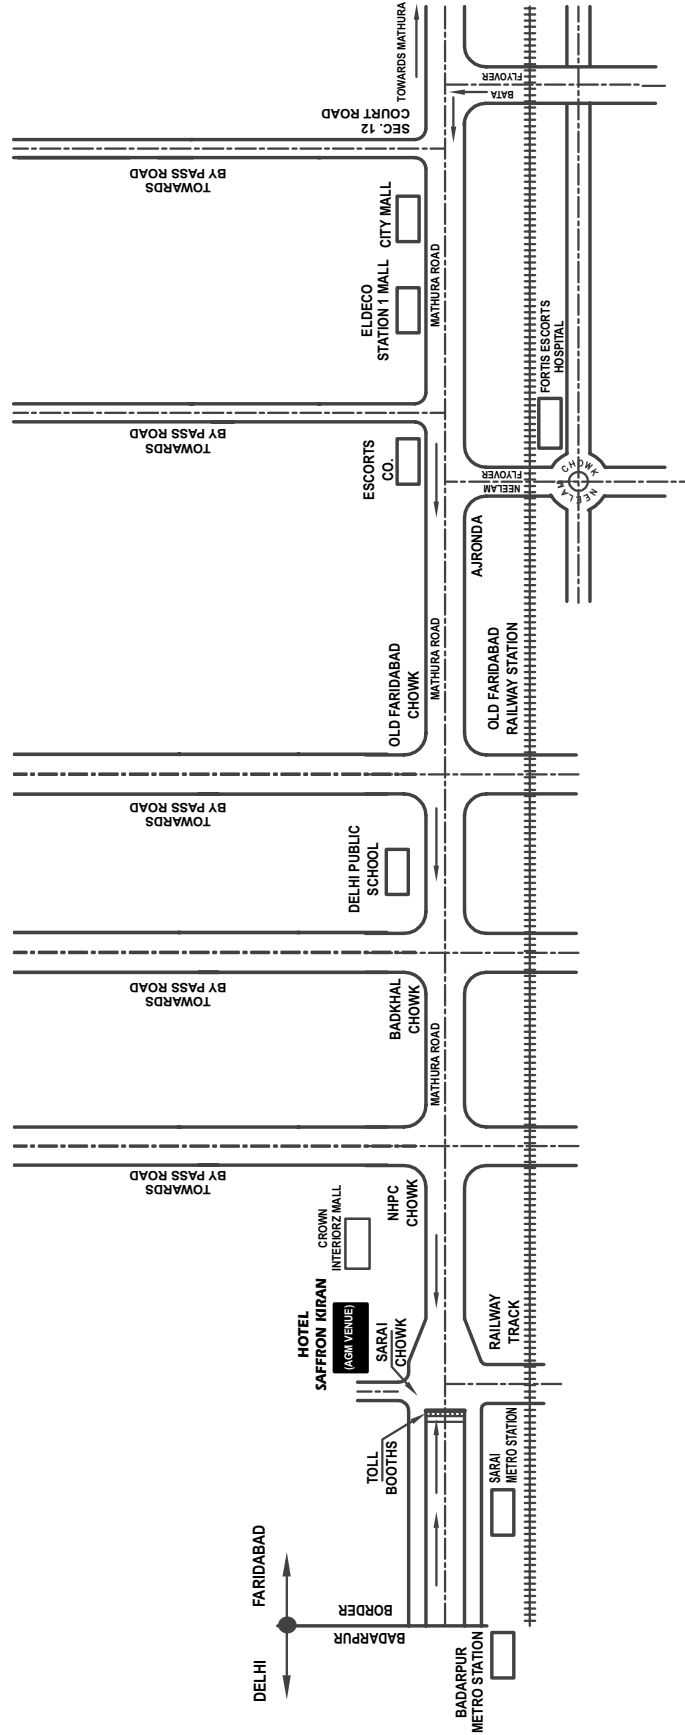 DELHI
FARIDABAD
BADARPUR
BORDER
BADARPUR
METRO STATION
SARAI
METRO STATION
TOLL
BOOTHS
SARAI
CHOWK
HOTEL
SAFFRON KIRAN
(AGM VENUE)
CROWN
INTERIORZ MALL
RAILWAY
TRACK
NHPC
CHOWK
TOWARDS
BY PASS ROAD
MATHURA ROAD
BADKHAL
CHOWK
TOWARDS
BY PASS ROAD
DELHI PUBLIC
SCHOOL
TOWARDS
BY PASS ROAD
OLD FARIDABAD
CHOWK
MATHURA ROAD
OLD FARIDABAD
RAILWAY STATION
AJRONDA
ESCORTS
CO.
NEELAM
FLYOVER
NEELAM
CHOWK
FORTIS ESCORTS
HOSPITAL
TOWARDS
BY PASS ROAD
ELDECO
STATION 1 MALL
MATHURA ROAD
CITY MALL
TOWARDS
BY PASS ROAD
SEC. 12
COURT ROAD
TOWARDS MATHURA
BATA
FLYOVER